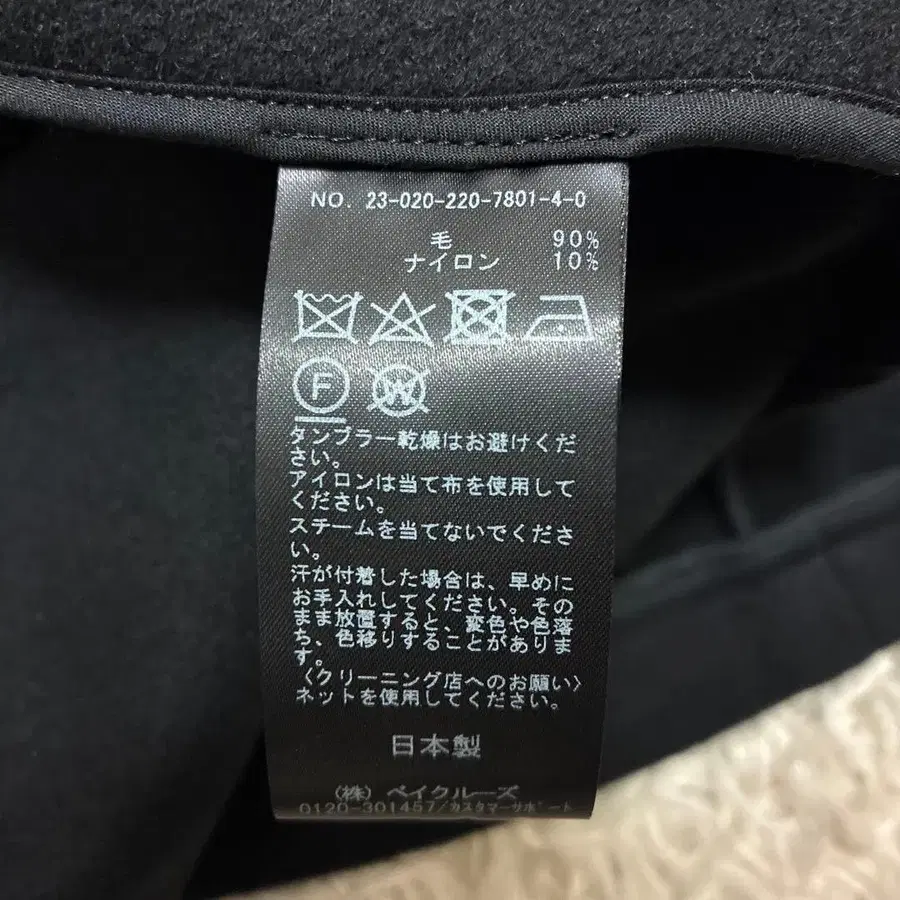 NO. 23-020-220-7801-4-0
毛 90%
ナイロン 10%
F
W
タンブラー乾燥はお避けくだ
さい。
アイロンは当て布を使用して
ください。
スチームを当てないでくださ
い。
汗が付着した場合は、早めに
お手入れしてください。その
まま放置すると、変色や色落
ち、色移りすることがありま
す。
〈クリーニング店へのお願い〉
ネットを使用してください。
日本製
(株) ベイクルーズ
0120-301457/カスタマーサポート